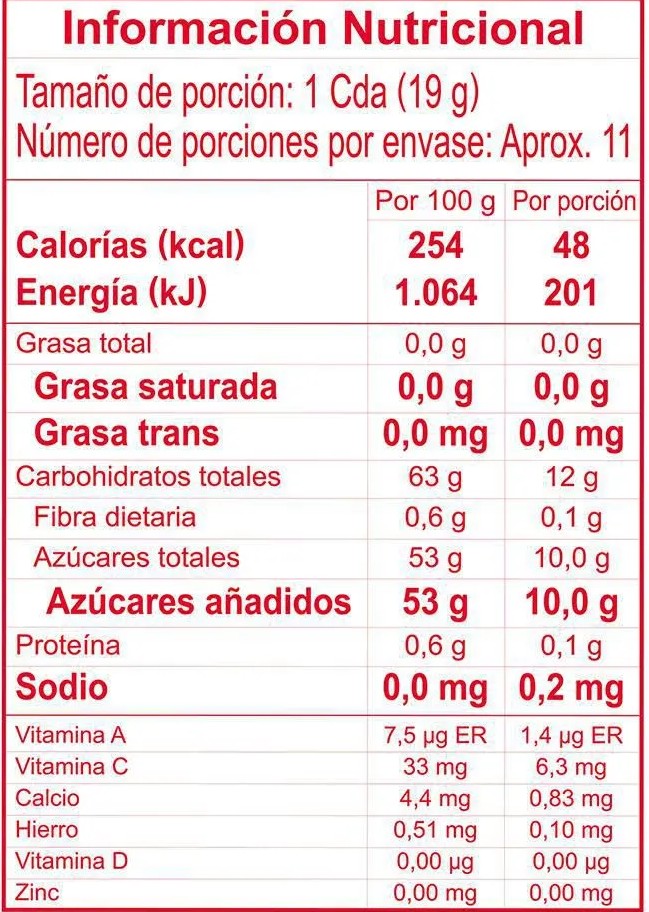 Información Nutricional
Tamaño de porción: 1 Cda (19 g)
Número de porciones por envase: Aprox. 11
Por 100 g Por porción
Calorías (kcal) 254 48
Energía (kJ) 1.064 201
Grasa total 0,0 g 0,0 g
Grasa saturada 0,0 g 0,0 g
Grasa trans 0,0 mg 0,0 mg
Carbohidratos totales 63 g 12 g
Fibra dietaria 0,6 g 0,1 g
Azúcares totales 53 g 10,0 g
Azúcares añadidos 53 g 10,0 g
Proteína 0,6 g 0,1 g
Sodio 0,0 mg 0,2 mg
Vitamina A 7,5 µg ER 1,4 µg ER
Vitamina C 33 mg 6,3 mg
Calcio 4,4 mg 0,83 mg
Hierro 0,51 mg 0,10 mg
Vitamina D 0,00 µg 0,00 µg
Zinc 0,00 mg 0,00 mg